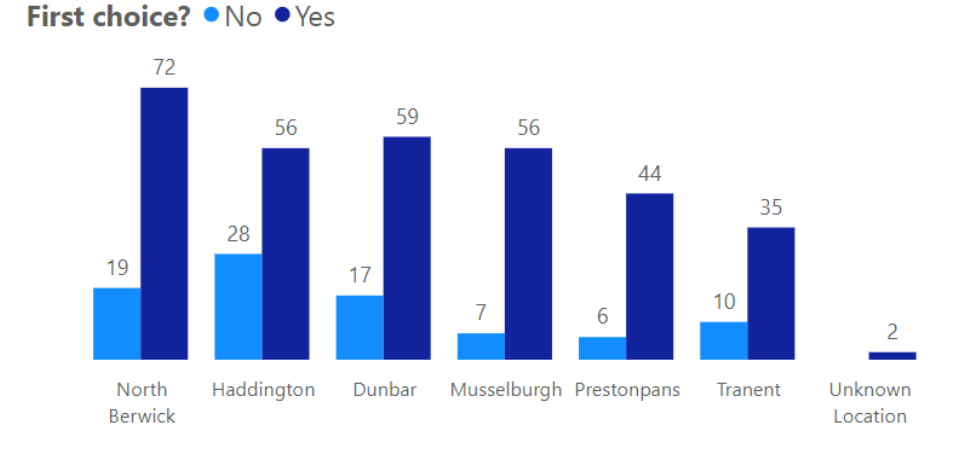 First choice? No Yes
72
56
59
56
44
35
19
28
17
7
6
10
2
North Berwick
Haddington
Dunbar
Musselburgh
Prestonpans
Tranent
Unknown Location